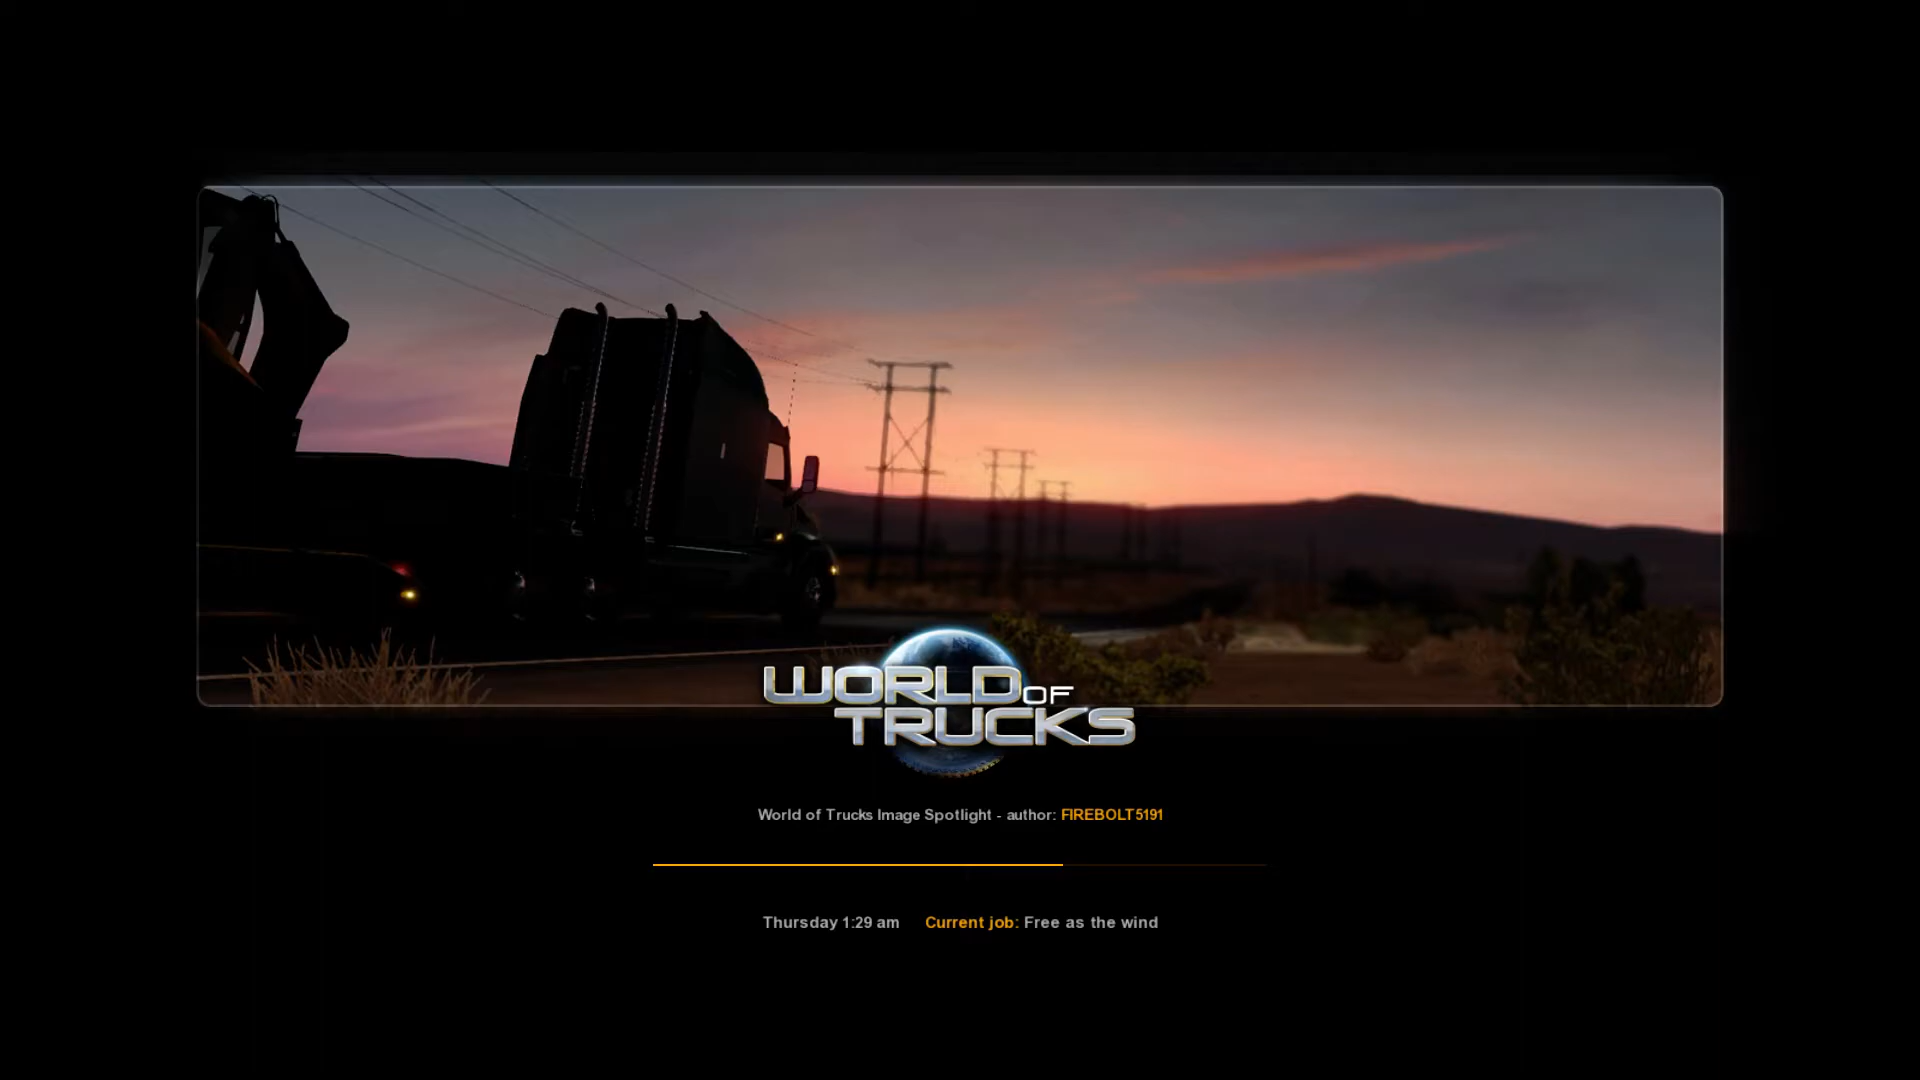 WORLD OF
TRUCKS
World of Trucks Image Spotlight - author: FIREBOLT5191
Thursday 1:29 am Current job: Free as the wind